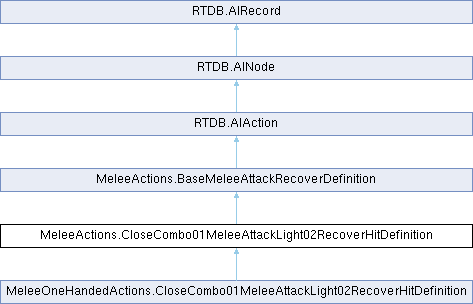 RTDB.AIRecord
RTDB.AINode
RTDB.AIAction
MeleeActions.BaseMeleeAttackRecoverDefinition
MeleeActions.CloseCombo01MeleeAttackLight02RecoverHitDefinition
MeleeOneHandedActions.CloseCombo01MeleeAttackLight02RecoverHitDefinition